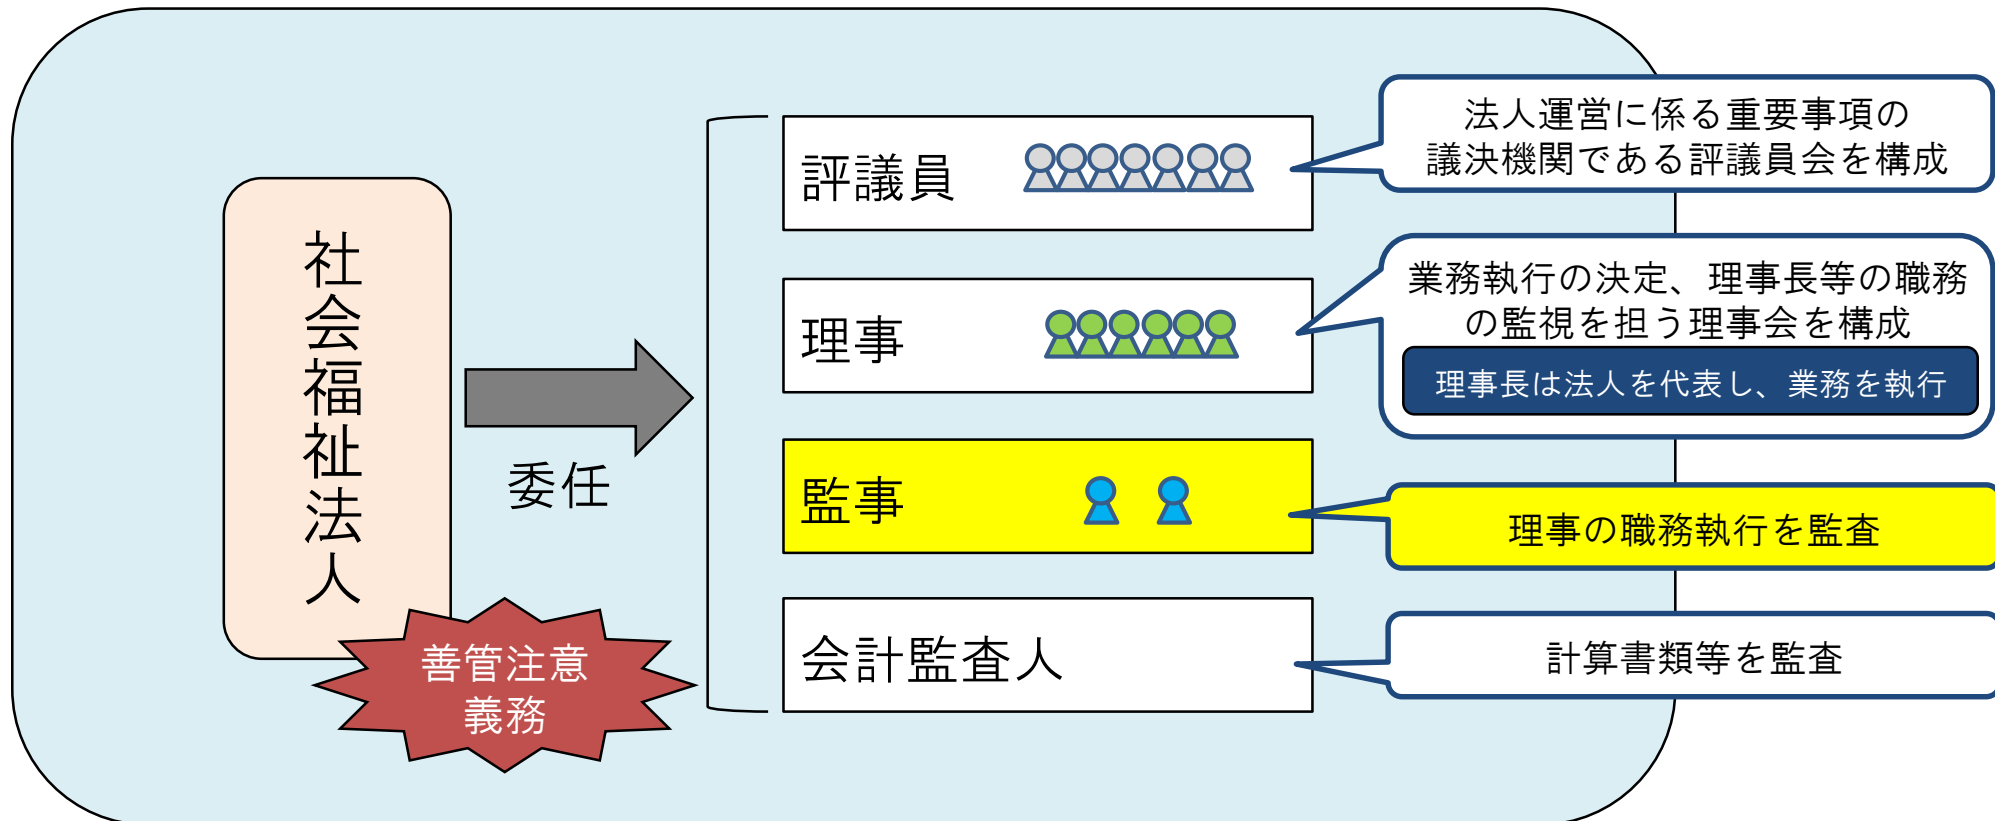 社会福祉法人
委任
善管注意
義務
評議員
法人運営に係る重要事項の
議決機関である評議員会を構成
理事
業務執行の決定、理事長等の職務
の監視を担う理事会を構成
理事長は法人を代表し、業務を執行
監事
理事の職務執行を監査
会計監査人
計算書類等を監査